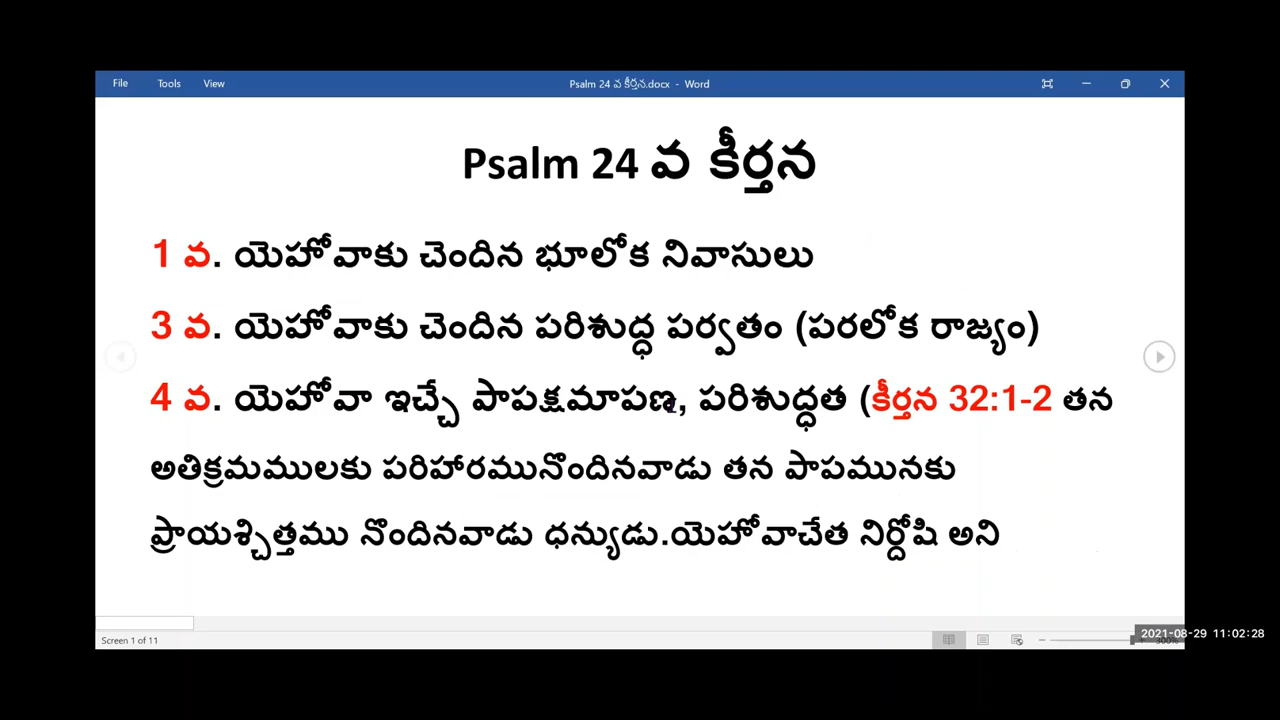 File Tools View Psalm 24 వ కీర్తన.docx - Word
Psalm 24 వ కీర్తన
1 వ. యెహోవాకు చెందిన భూలోక నివాసులు
3 వ. యెహోవాకు చెందిన పరిశుద్ధ పర్వతం (పరలోక రాజ్యం)
4 వ. యెహోవా ఇచ్చే పాపక్షమాపణ, పరిశుద్ధత (కీర్తన 32:1-2 తన
అతిక్రమములకు పరిహారమునొందినవాడు తన పాపమునకు
ప్రాయశ్చిత్తము నొందినవాడు ధన్యుడు.యెహోవాచేత నిర్దోషి అని
Screen 1 of 11
2021-08-29 11:02:28
300%